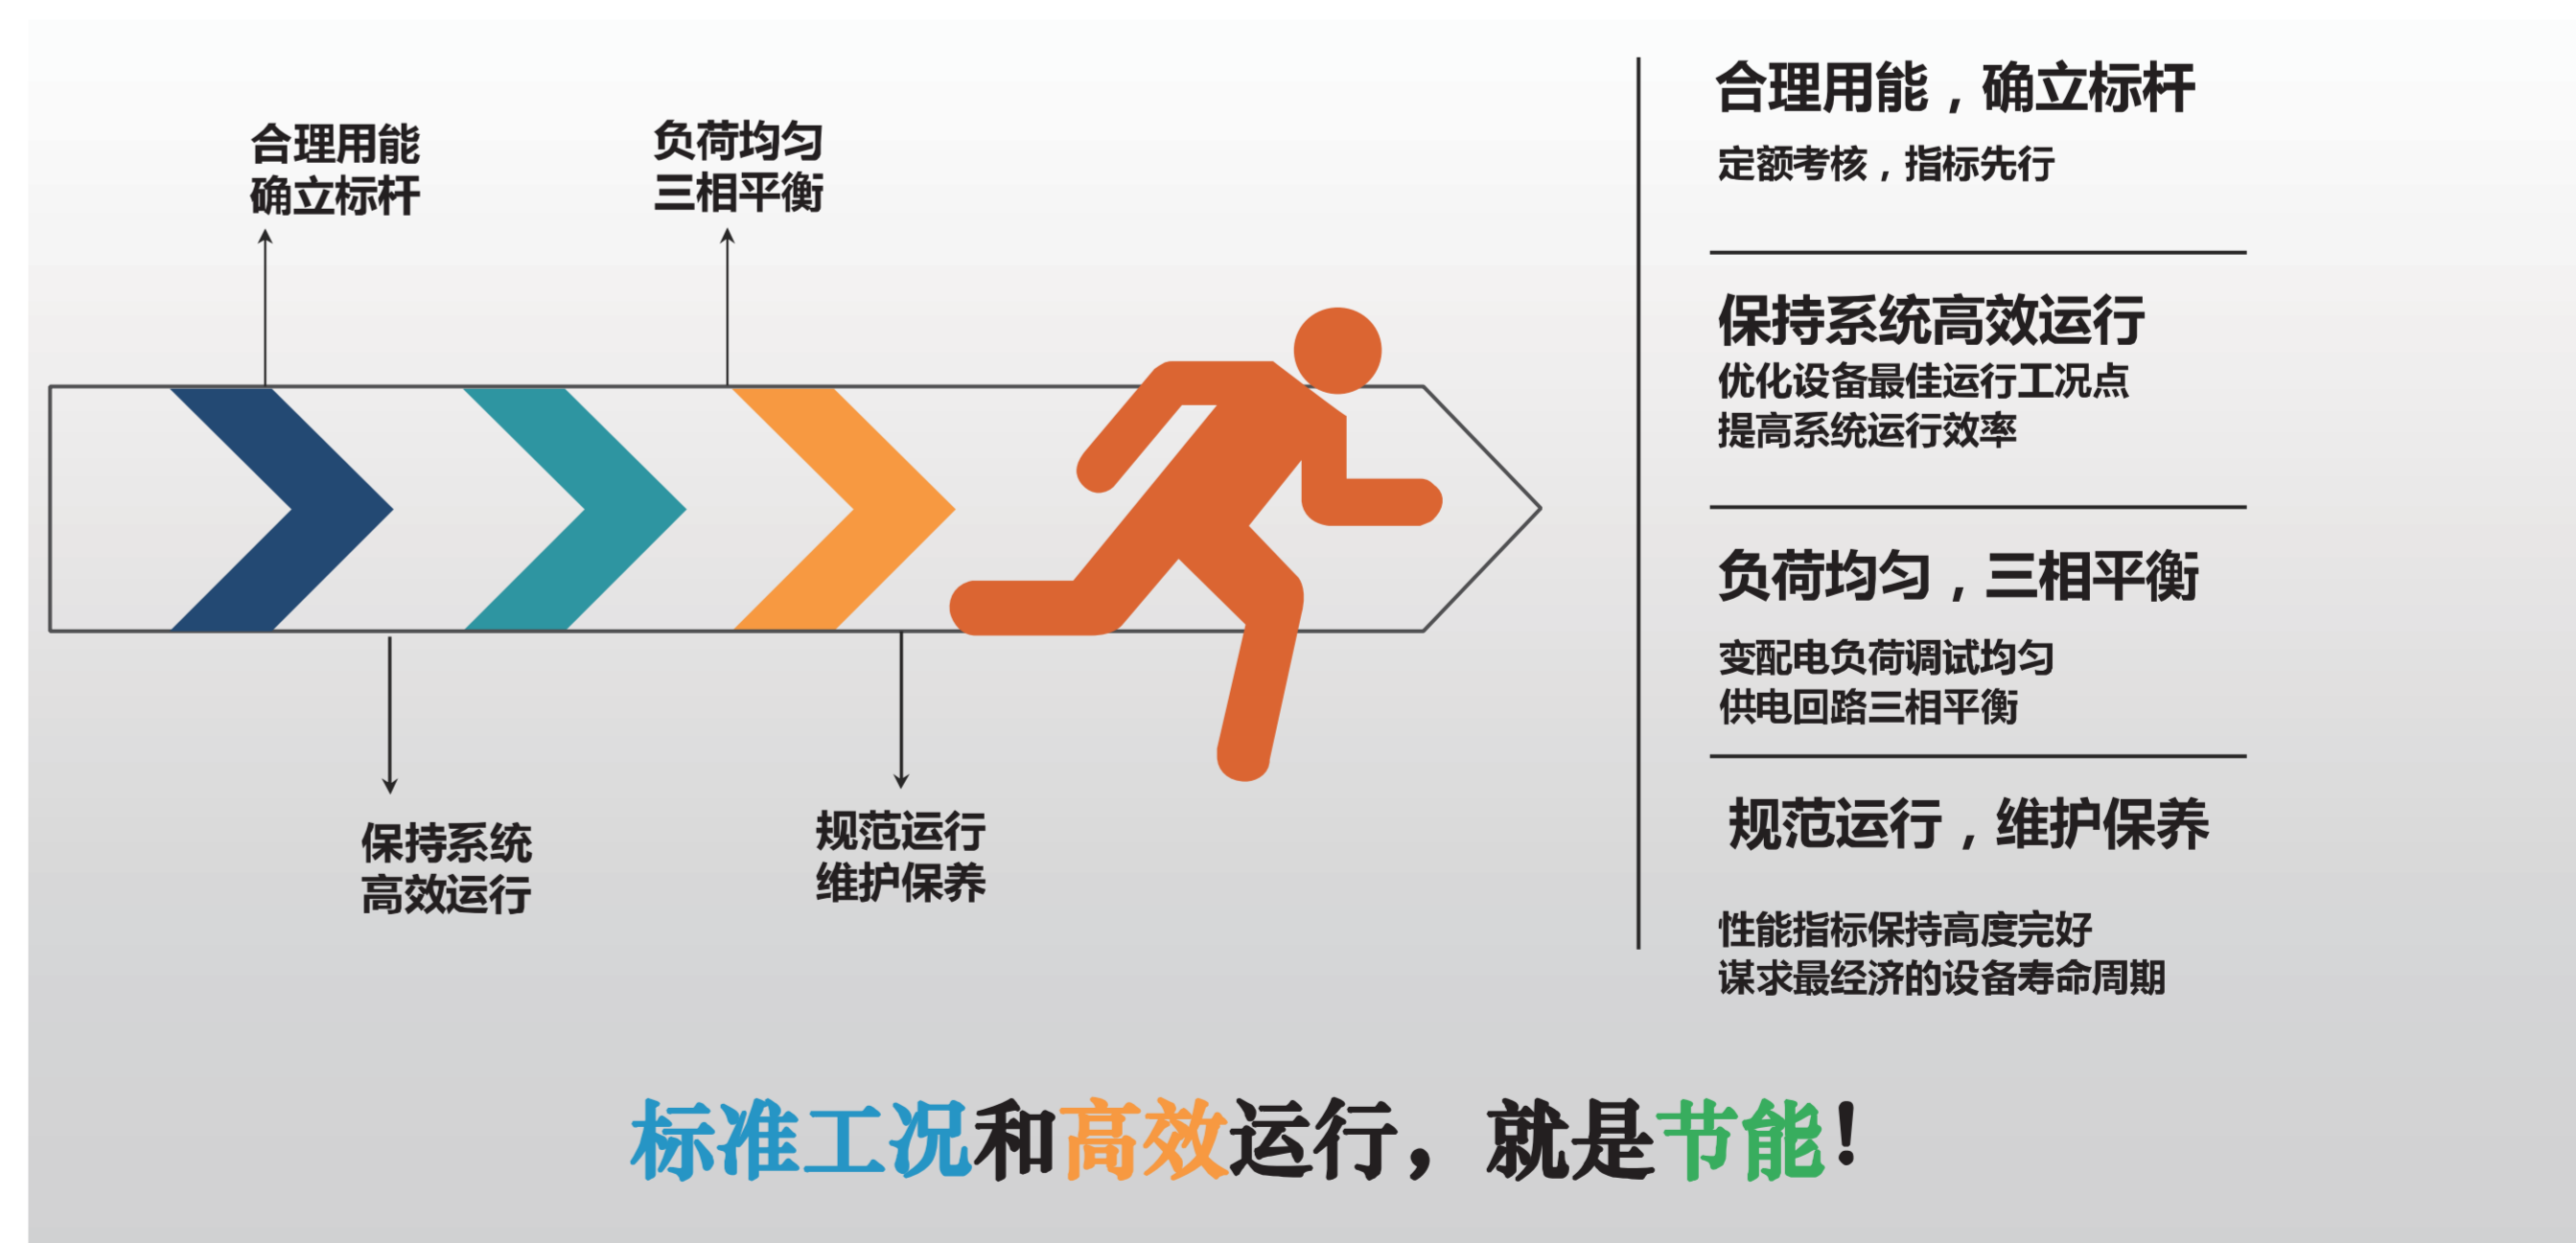 合理用能
确立标杆
负荷均匀
三相平衡
保持系统
高效运行
规范运行
维护保养
合理用能，确立标杆
定额考核，指标先行
保持系统高效运行
优化设备最佳运行工况点
提高系统运行效率
负荷均匀，三相平衡
变配电负荷调试均匀
供电回路三相平衡
规范运行，维护保养
性能指标保持高度完好
谋求最经济的设备寿命周期
标准工况和高效运行，就是节能！